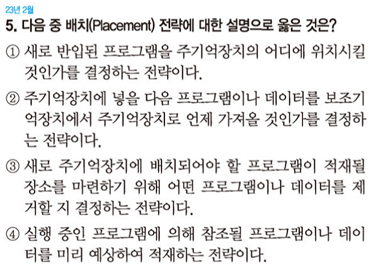 23년 2월
5. 다음 중 배치(Placement) 전략에 대한 설명으로 옳은 것은?
① 새로 반입된 프로그램을 주기억장치의 어디에 위치시킬
것인가를 결정하는 전략이다.
② 주기억장치에 넣을 다음 프로그램이나 데이터를 보조기
억장치에서 주기억장치로 언제 가져올 것인가를 결정하
는 전략이다.
③ 새로 주기억장치에 배치되어야 할 프로그램이 적재될
장소를 마련하기 위해 어떤 프로그램이나 데이터를 제
거할 지 결정하는 전략이다.
④ 실행 중인 프로그램에 의해 참조될 프로그램이나 데이
터를 미리 예상하여 적재하는 전략이다.